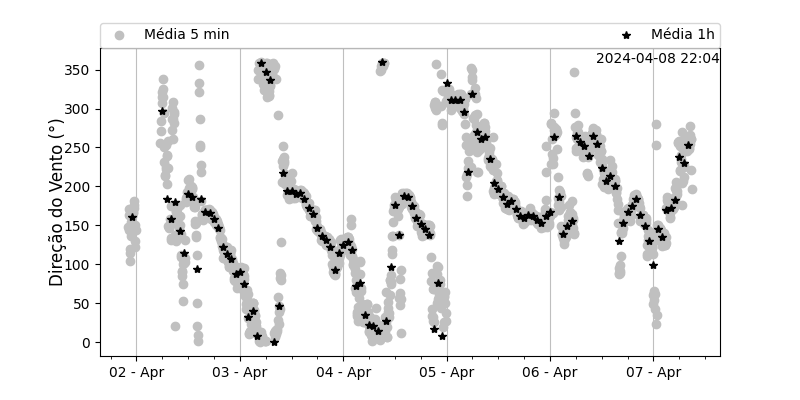 Média 5 min
Média 1h
2024-04-08 22:04
Direção do Vento (°)
350
300
250
200
150
100
50
0
02 - Apr
03 - Apr
04 - Apr
05 - Apr
06 - Apr
07 - Apr